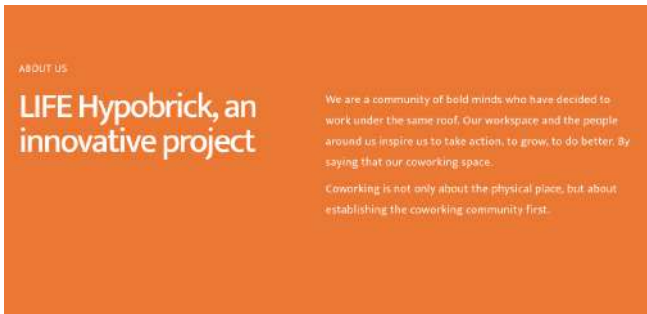 ABOUT US
LIFE Hypobrick, an
innovative project
We are a community of bold minds who have decided to
work under the same roof. Our workspace and the people
around us inspire us to take action, to grow, to do better. By
saying that our coworking space.
Coworking is not only about the physical place, but about
establishing the coworking community first.